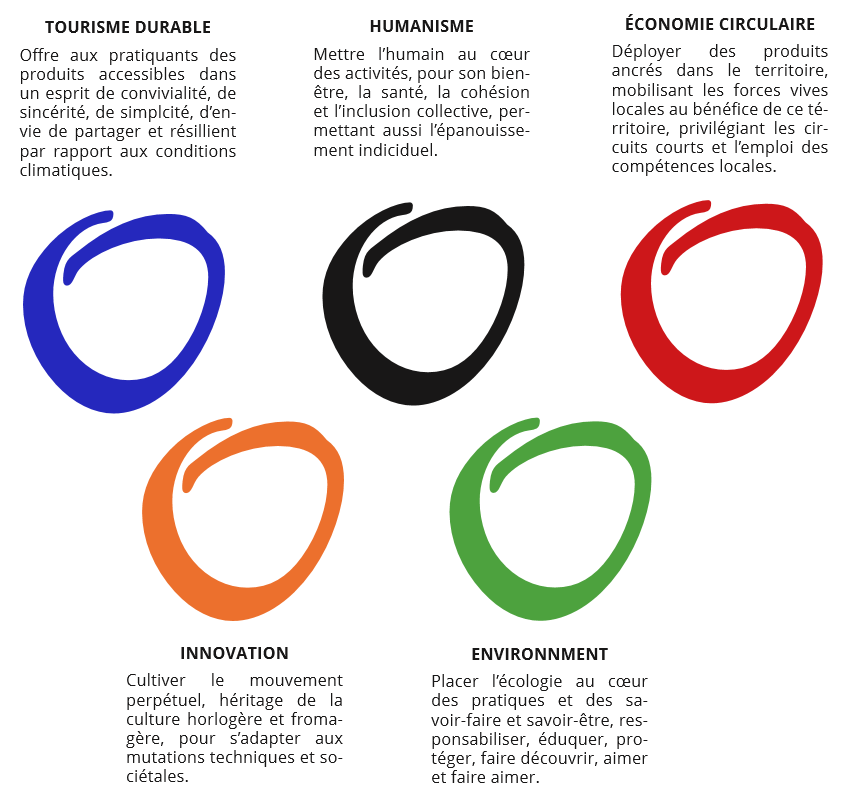 TOURISME DURABLE
Offre aux pratiquants des
produits accessibles dans
un esprit de convivialité, de
sincérité, de simplcité, d’en-
vie de partager et résillient
par rapport aux conditions
climatiques.
HUMANISME
Mettre l’humain au cœur
des activités, pour son bien-
être, la santé, la cohésion
et l’inclusion collective, per-
mettant aussi l’épanouisse-
ment indiciduel.
ÉCONOMIE CIRCULAIRE
Déployer des produits
ancrés dans le territoire,
mobilisant les forces vives
locales au bénéfice de ce té-
rritoire, privilégiant les cir-
cuits courts et l’emploi des
compétences locales.
INNOVATION
Cultiver le mouvement
perpétuel, héritage de la
culture horlogère et froma-
gère, pour s’adapter aux
mutations techniques et so-
ciétales.
ENVIRONNMENT
Placer l’écologie au cœur
des pratiques et des sa-
voir-faire et savoir-être, res-
ponsabiliser, éduquer, pro-
téger, faire découvrir, aimer
et faire aimer.